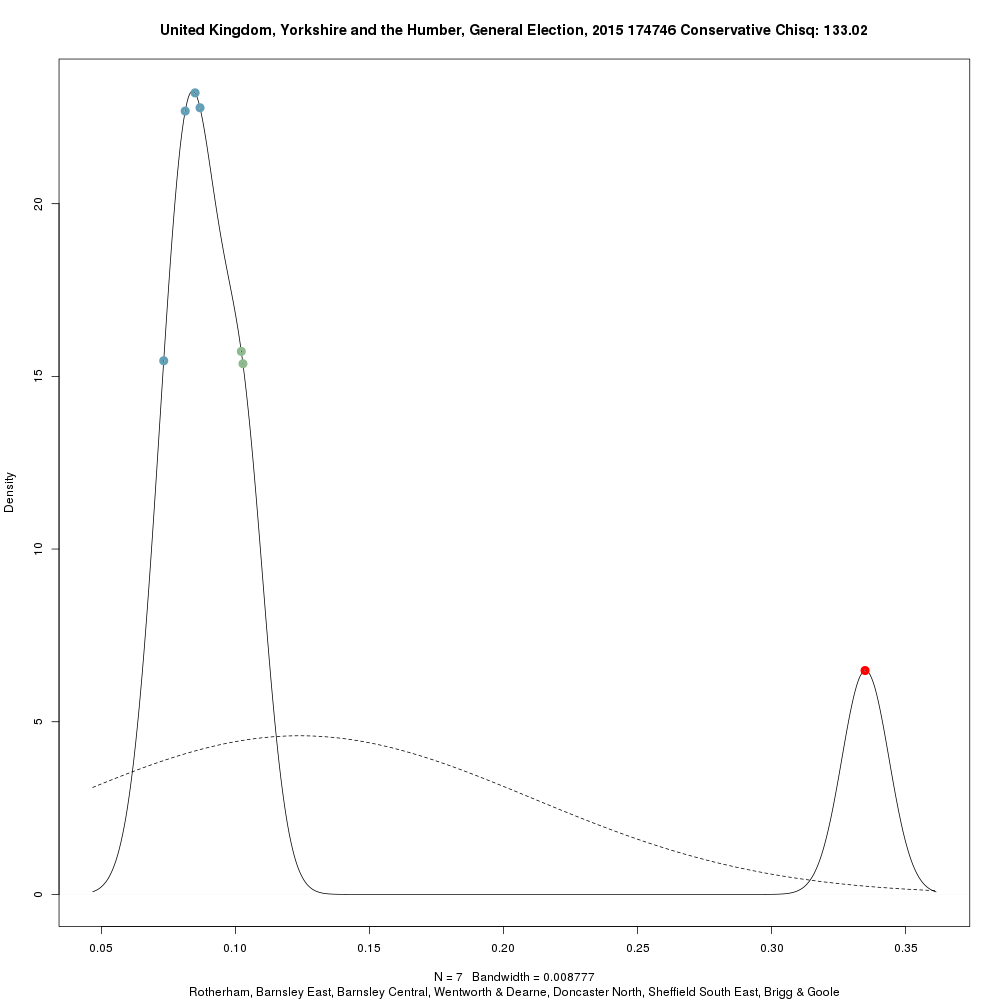 United Kingdom, Yorkshire and the Humber, General Election, 2015 174746 Conservative Chisq: 133.02
Density
20
15
10
5
0
0.05 0.10 0.15 0.20 0.25 0.30 0.35
N = 7 Bandwidth = 0.008777
Rotherham, Barnsley East, Barnsley Central, Wentworth & Dearne, Doncaster North, Sheffield South East, Brigg & Goole